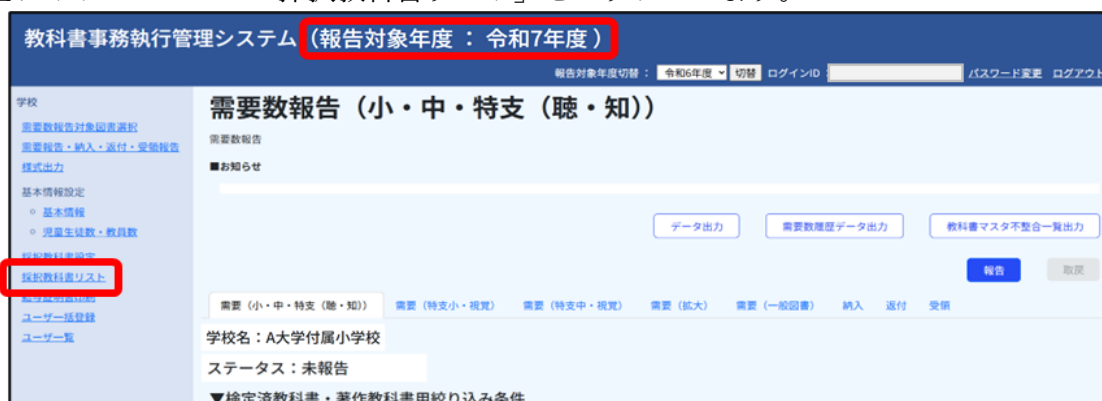 教科書事務執行管理システム（報告対象年度 ： 令和7年度 ）
報告対象年度切替： 令和6年度 切替 ログインID： パスワード変更 ログアウト
学校
需要数報告対象図書選択
需要報告・納入・返付・受領報告
様式出力
基本情報設定
○ 基本情報
○ 児童生徒数・教員数
採択教科書設定
採択教科書リスト
ユーザ一括登録
ユーザ一覧
需要数報告（小・中・特支（聴・知））
需要数報告
■お知らせ
データ出力 需要数履歴データ出力 教科書マスタ不整合一覧出力
報告 取戻
需要（小・中・特支（聴・知）） 需要（特支小・視覚） 需要（特支中・視覚） 需要（拡大） 需要（一般図書） 納入 返付 受領
学校名：A大学付属小学校
ステータス：未報告
▼検定済教科書・著作教科書用絞り込み条件